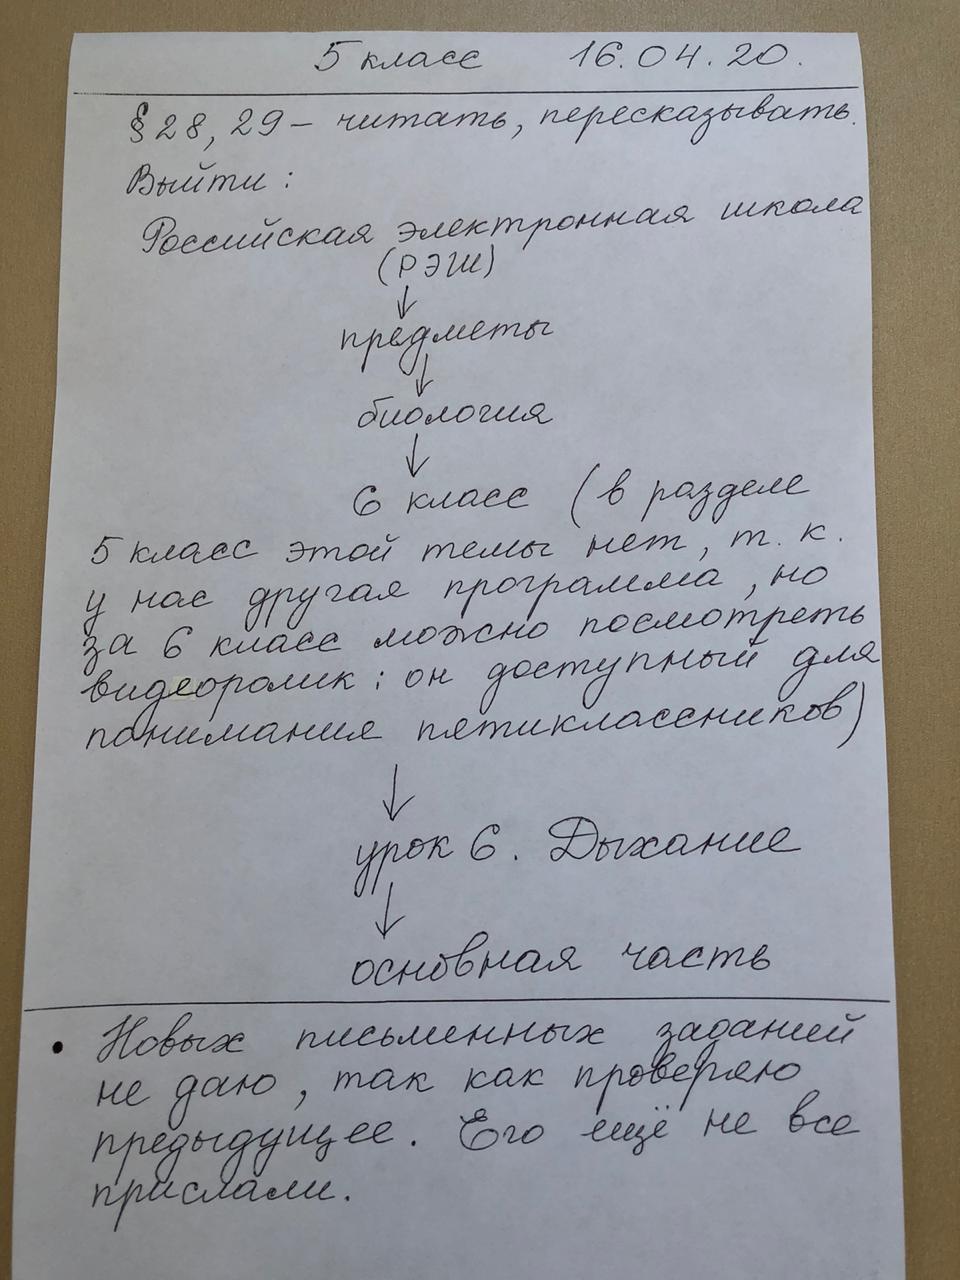 5 класс 16.04.20.
§ 28, 29 – читать, пересказывать.
Выйти:
Российская электронная школа
(РЭШ)
↓
предметы
↓
биология
↓
6 класс (в разделе
5 класс этой темы нет, т. к.
у нас другая программа, но
за 6 класс можно посмотреть
видеоролик: он доступный для
понимания пятиклассников)
↓
урок 6. Дыхание
↓
основная часть
• Новых письменных заданий
не даю, так как проверяю
предыдущее. Его ещё не все
прислали.